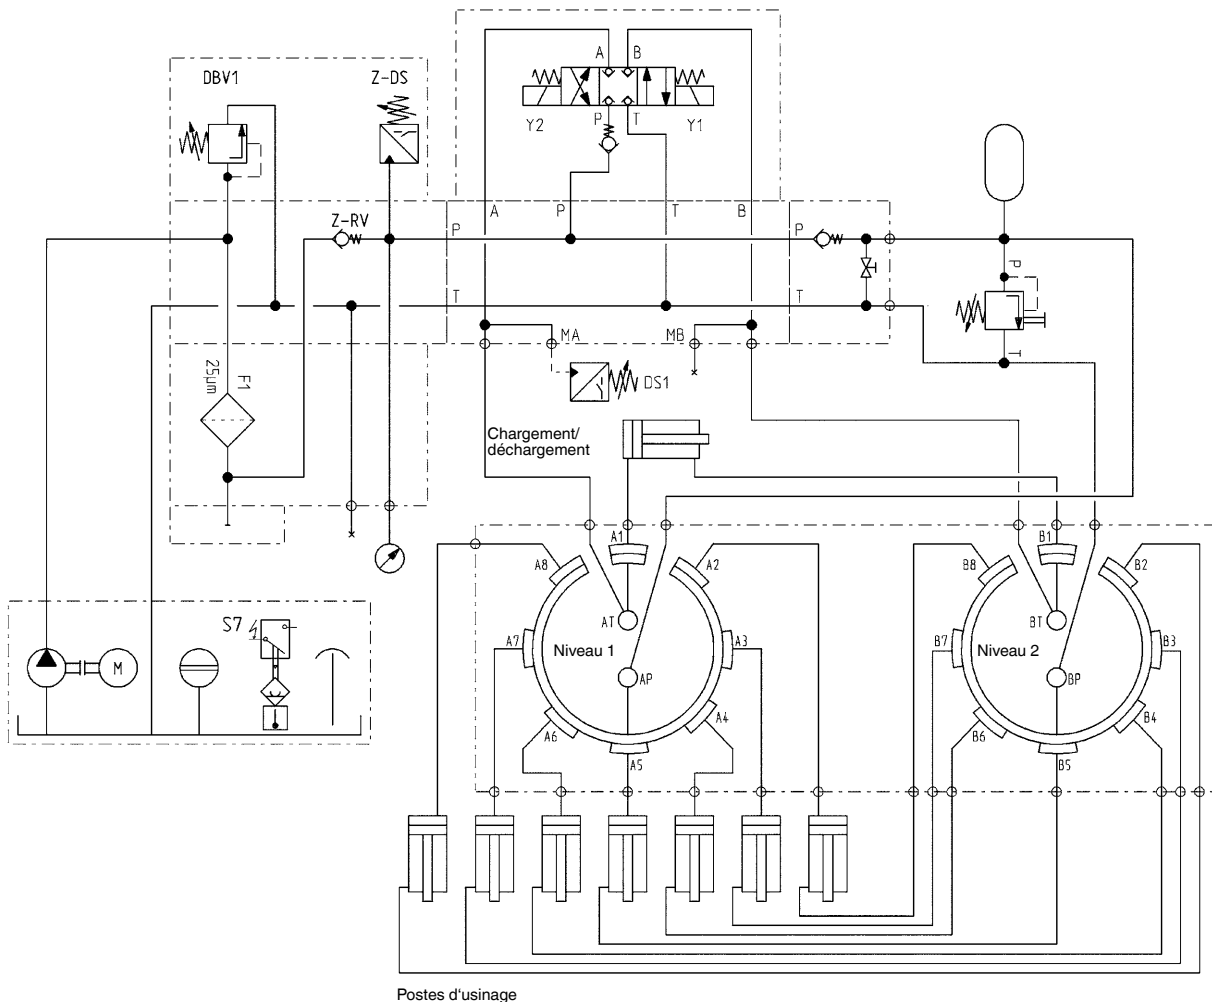 A B
DBV1 Z-DS
P T
Y2 Y1
A P T B
Z-RV
P P
P
T T
MA MB
T
DS1
25µm F1
Chargement/
déchargement
A1 B1
A8 A2 B8 B2
S7
AT BT
A7 A3 B7 B3
Niveau 1 Niveau 2
M
AP BP
A6 A4 B6 B4
A5 B5
Postes d'usinage